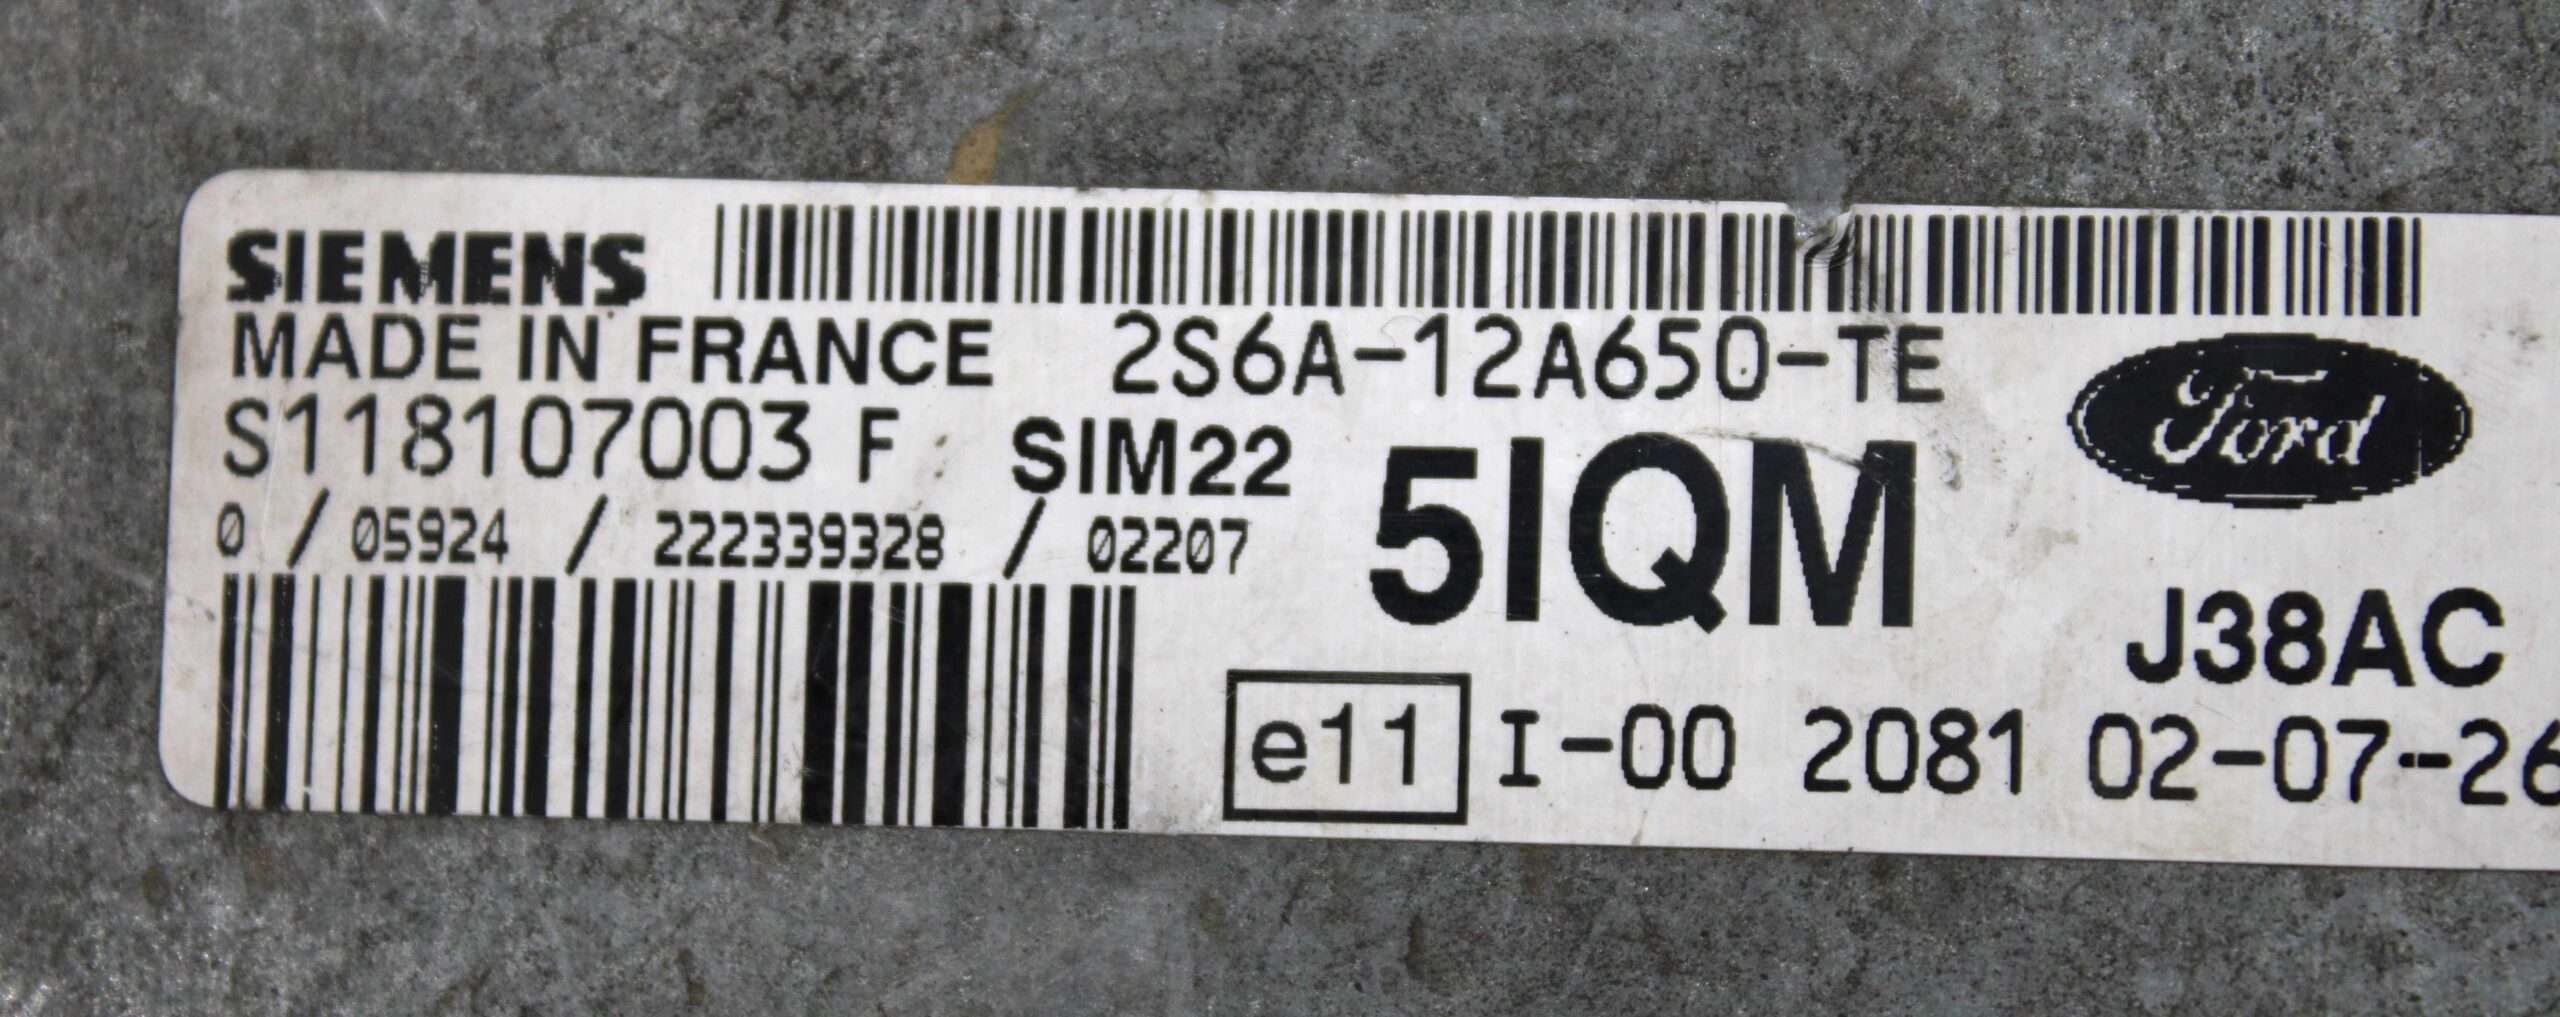 SIEMENS
MADE IN FRANCE 2S6A-12A650-TE
Ford
S118107003 F SIM22
5IQM
0 / 05924 / 222339328 / 02207
J38AC
e11 I-00 2081 02-07-26